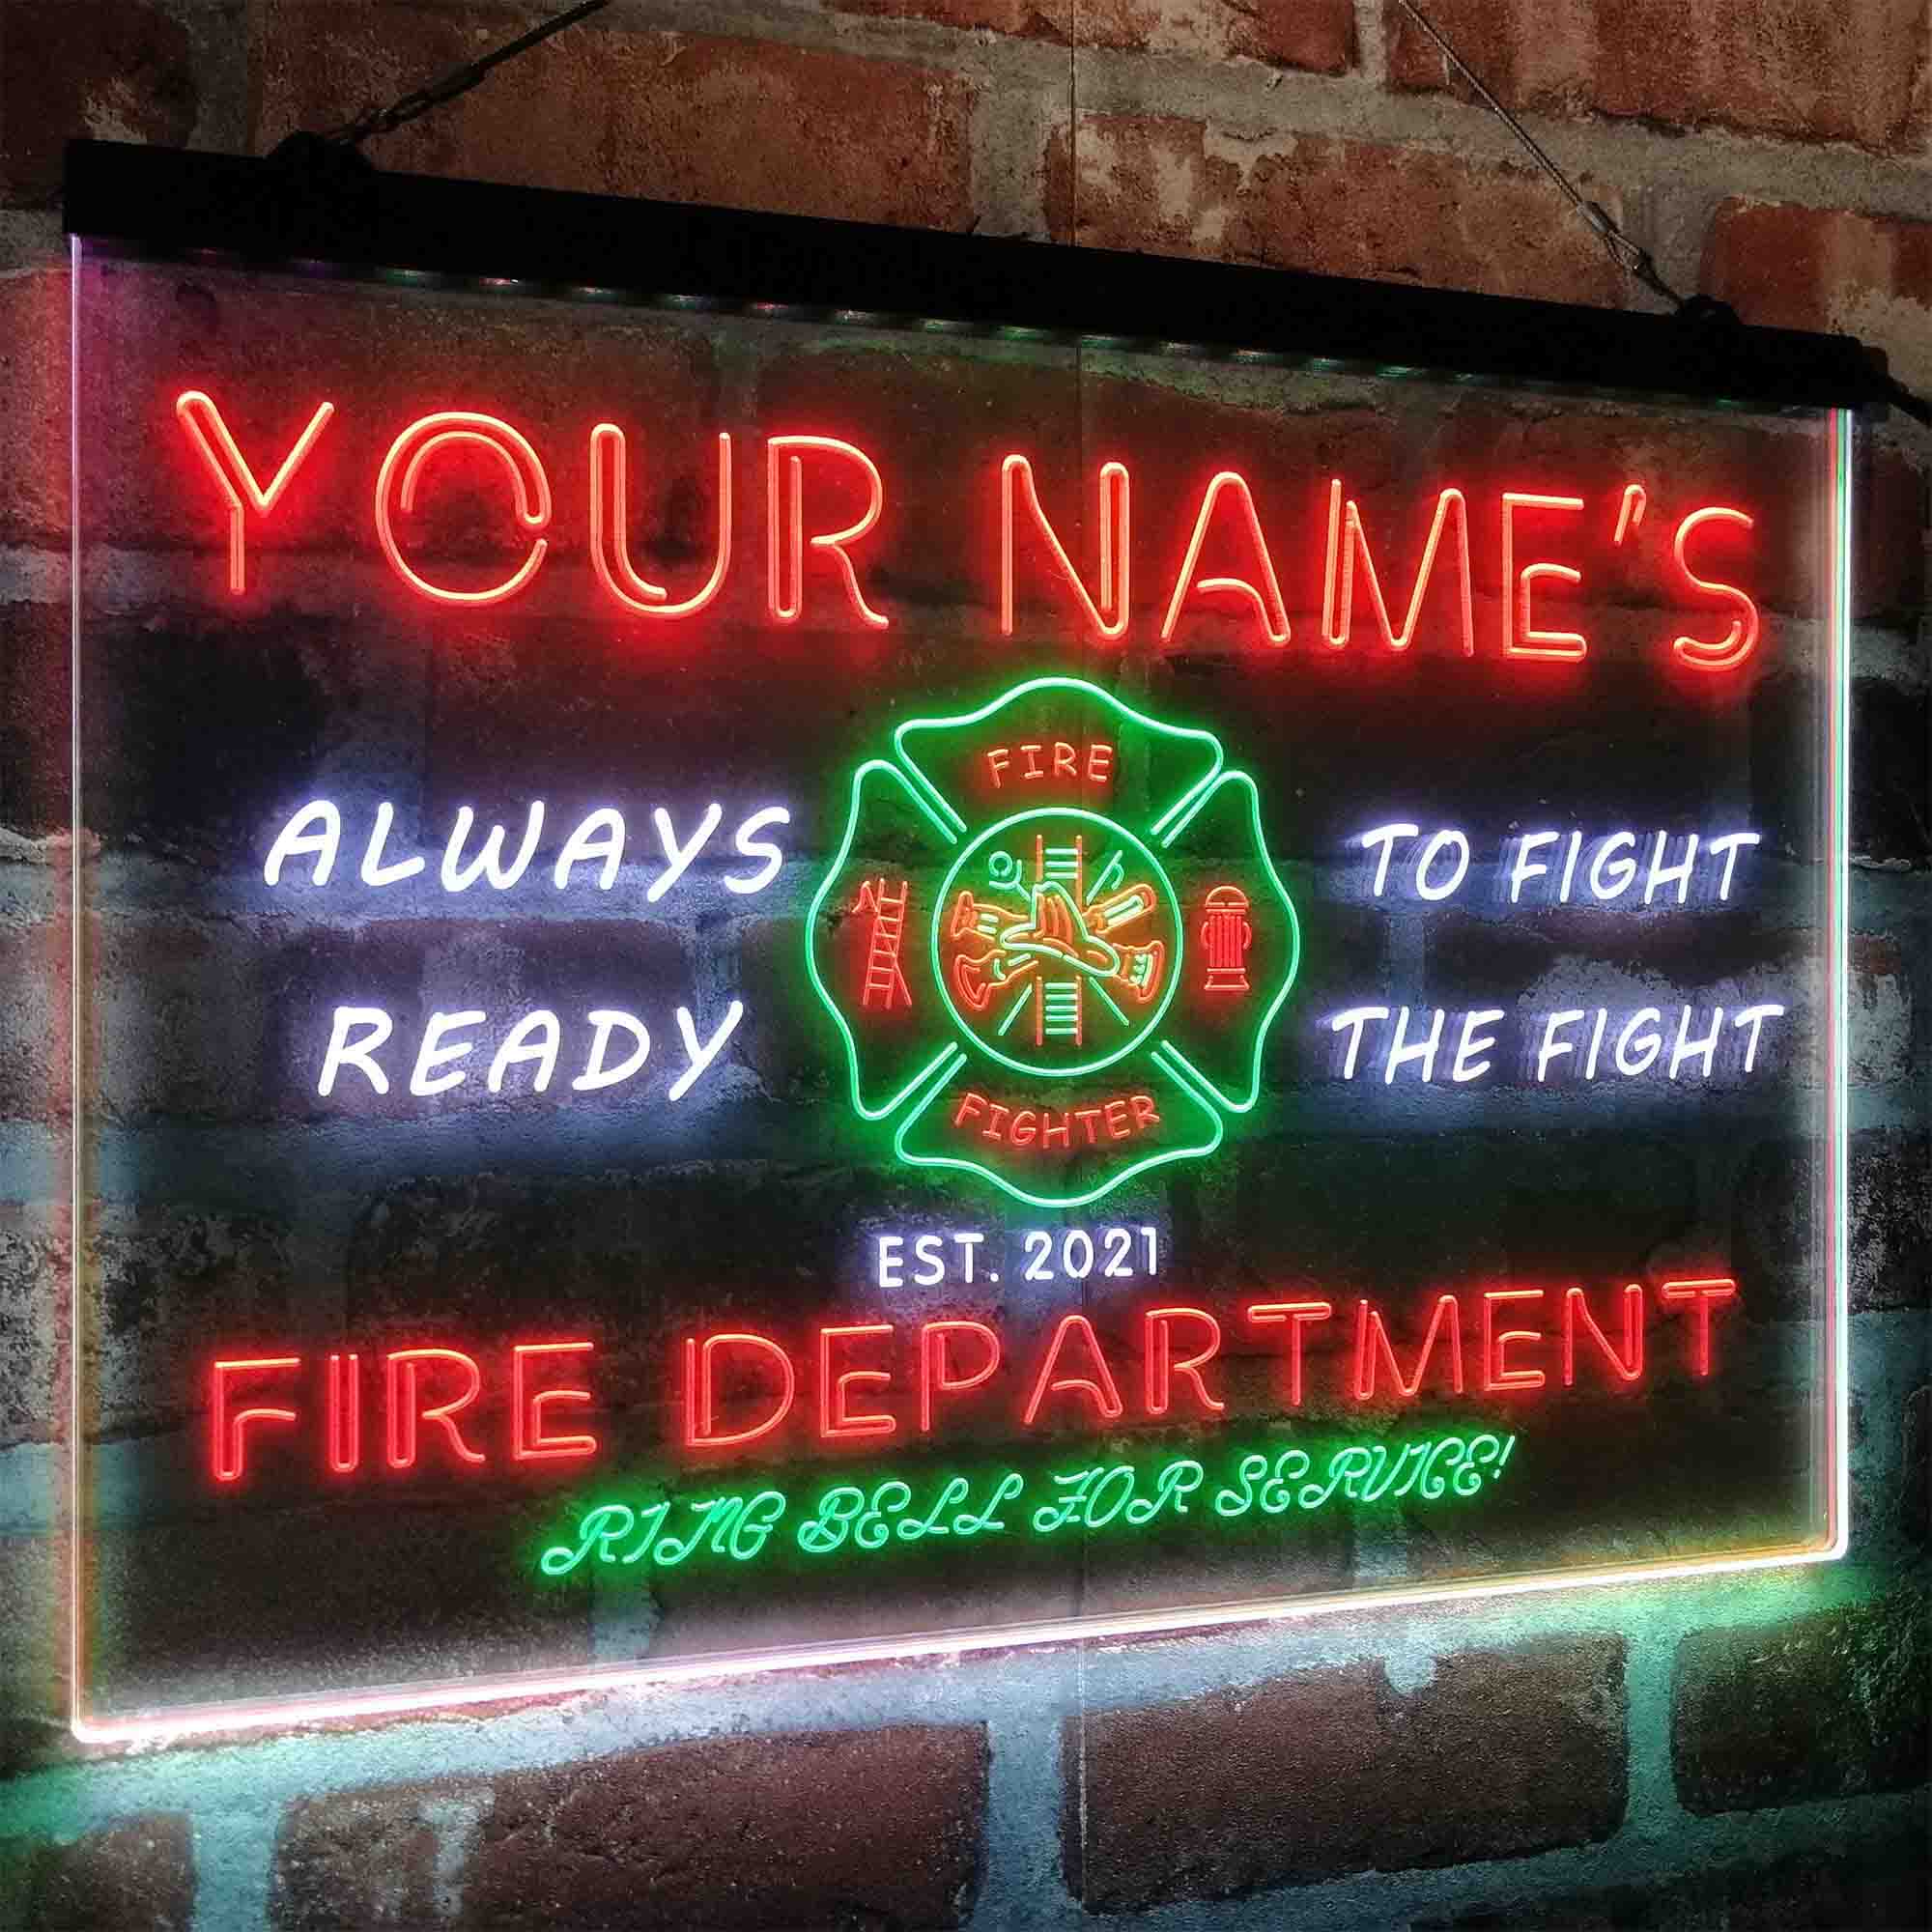 YOUR NAME'S
FIRE
ALWAYS
TO FIGHT
READY
THE FIGHT
FIGHTER
EST. 2021
FIRE DEPARTMENT
RING BELL FOR SERVICE!